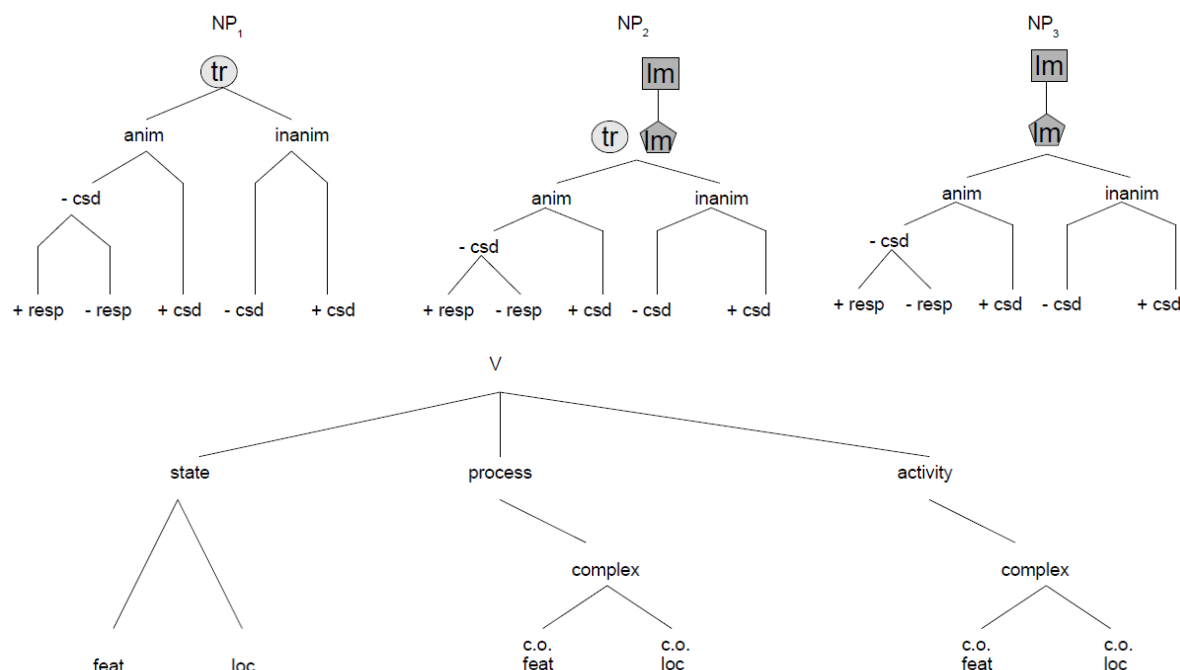 NP1 NP2 NP3
tr lm lm
tr lm lm
anim inanim
anim inanim anim inanim
- csd
- csd - csd
+ resp - resp + csd - csd + csd + resp - resp + csd - csd + csd + resp - resp + csd - csd + csd
V
state process activity
complex complex
c.o. c.o. c.o. c.o.
feat loc feat loc
feat loc